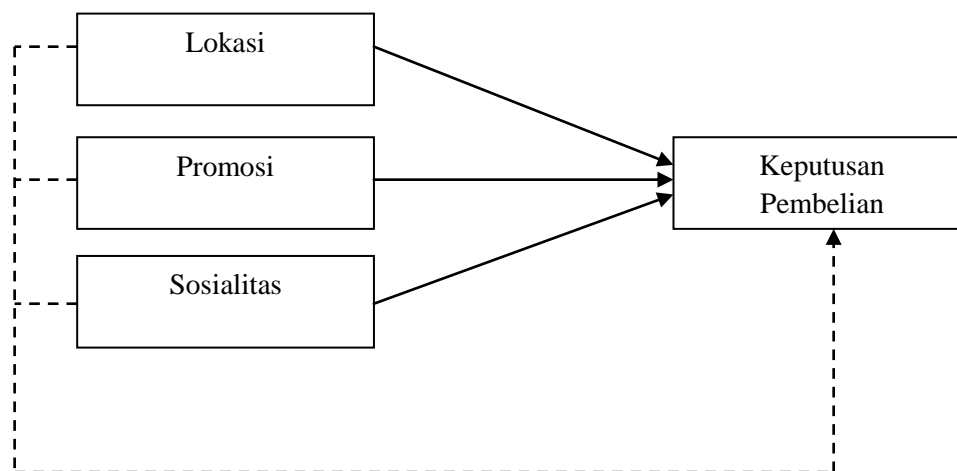 Lokasi
Promosi
Keputusan
Pembelian
Sosialitas